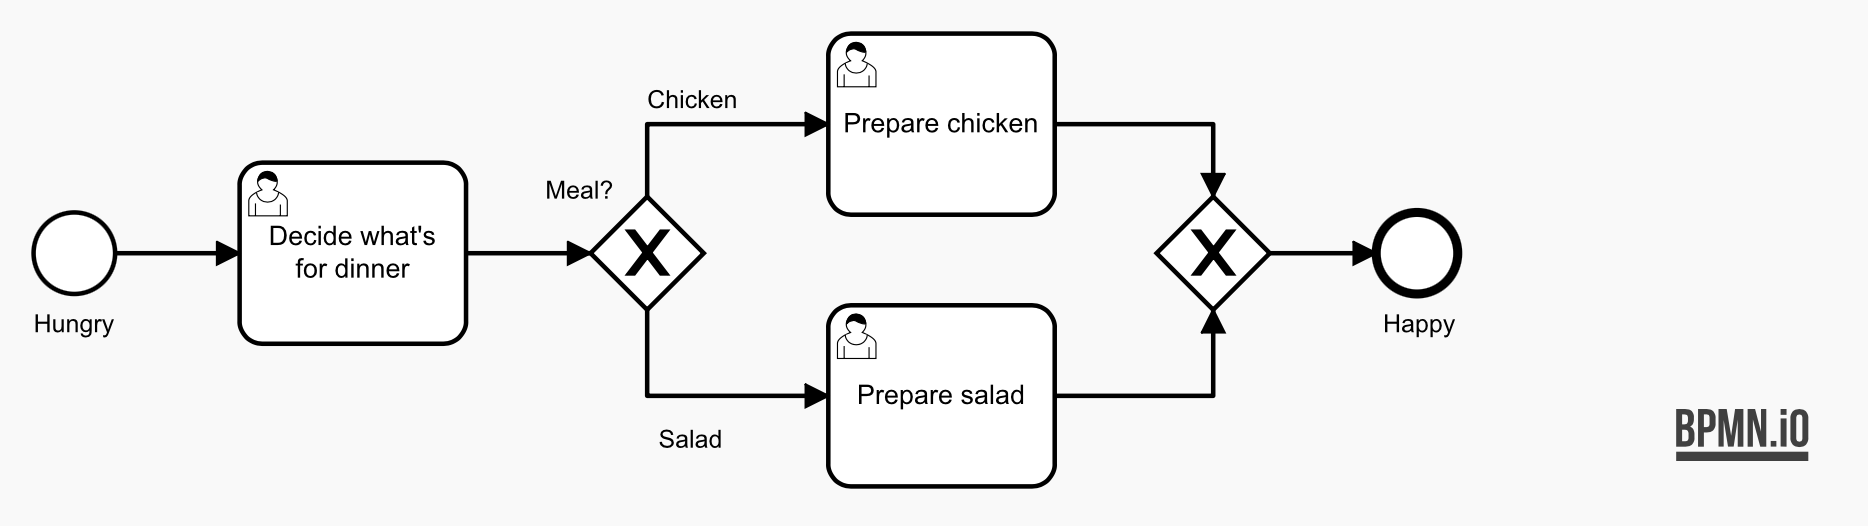 Hungry
Decide what's
for dinner
Meal?
Chicken
Prepare chicken
Salad
Prepare salad
Happy
BPMN.iO